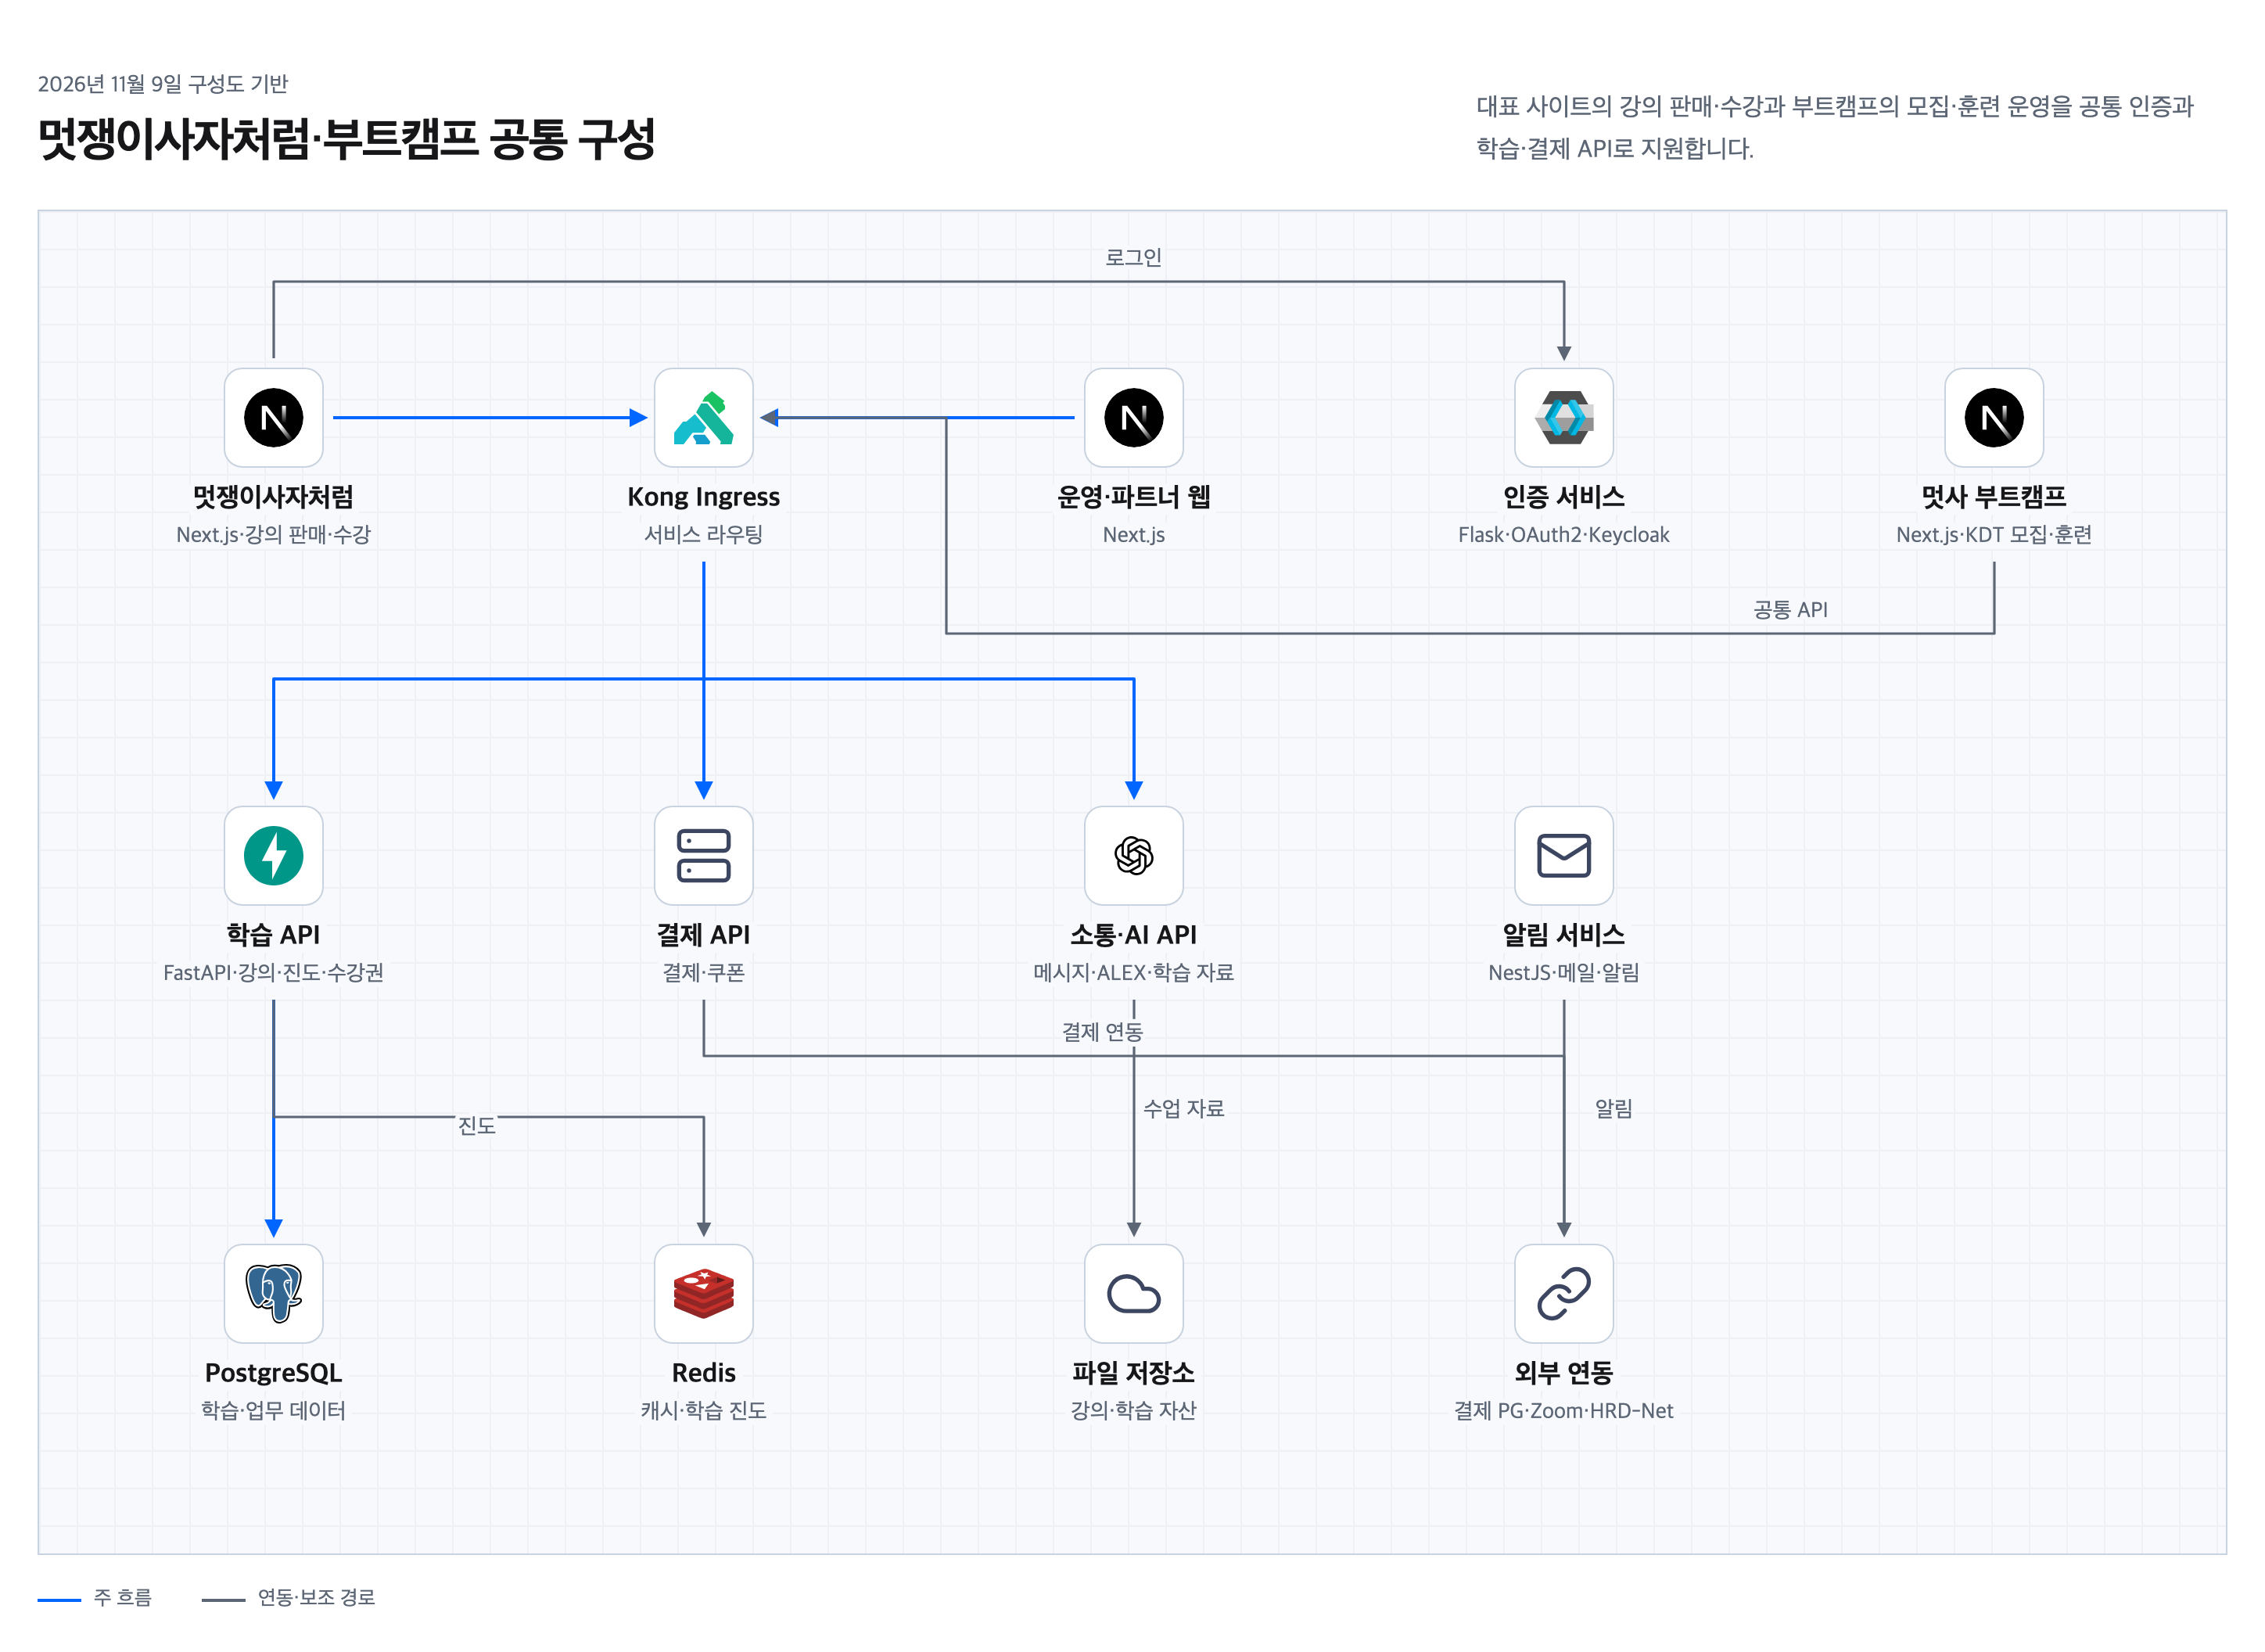 2026년 11월 9일 구성도 기반
멋쟁이사자처럼·부트캠프 공통 구성
대표 사이트의 강의 판매·수강과 부트캠프의 모집·훈련 운영을 공통 인증과
학습·결제 API로 지원합니다.
로그인
멋쟁이사자처럼
Next.js·강의 판매·수강
Kong Ingress
서비스 라우팅
운영·파트너 웹
Next.js
인증 서비스
Flask·OAuth2·Keycloak
멋사 부트캠프
Next.js·KDT 모집·훈련
공통 API
학습 API
FastAPI·강의·진도·수강권
결제 API
결제·쿠폰
소통·AI API
메시지·ALEX·학습 자료
알림 서비스
NestJS·메일·알림
결제 연동
진도
수업 자료
알림
PostgreSQL
학습·업무 데이터
Redis
캐시·학습 진도
파일 저장소
강의·학습 자산
외부 연동
결제 PG·Zoom·HRD-Net
주 흐름
연동·보조 경로